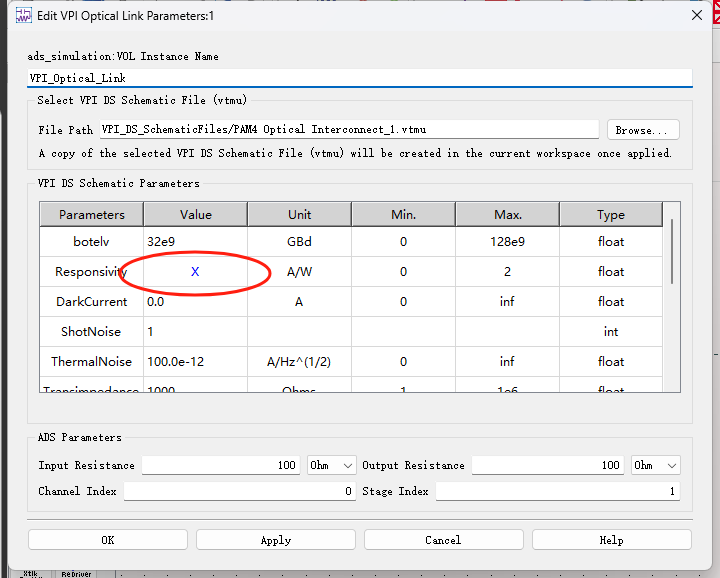 Edit VPI Optical Link Parameters:1
ads_simulation:VOL Instance Name
VPI_Optical_Link
Select VPI DS Schematic File (vtmu)
File Path VPI_DS_SchematicFiles/PAM4 Optical Interconnect_1.vtmu Browse...
A copy of the selected VPI DS Schematic File (vtmu) will be created in the current workspace once applied.
VPI DS Schematic Parameters
Parameters Value Unit Min. Max. Type
botelv 32e9 GBd 0 128e9 float
Responsivity X A/W 0 2 float
DarkCurrent 0.0 A 0 inf float
ShotNoise 1 int
ThermalNoise 100.0e-12 A/Hz^(1/2) 0 inf float
Transimpedance 1000 Ohms 1 1e6 float
ADS Parameters
Input Resistance 100 Ohm Output Resistance 100 Ohm
Channel Index 0 Stage Index 1
OK Apply Cancel Help
Xtlk ReDriver